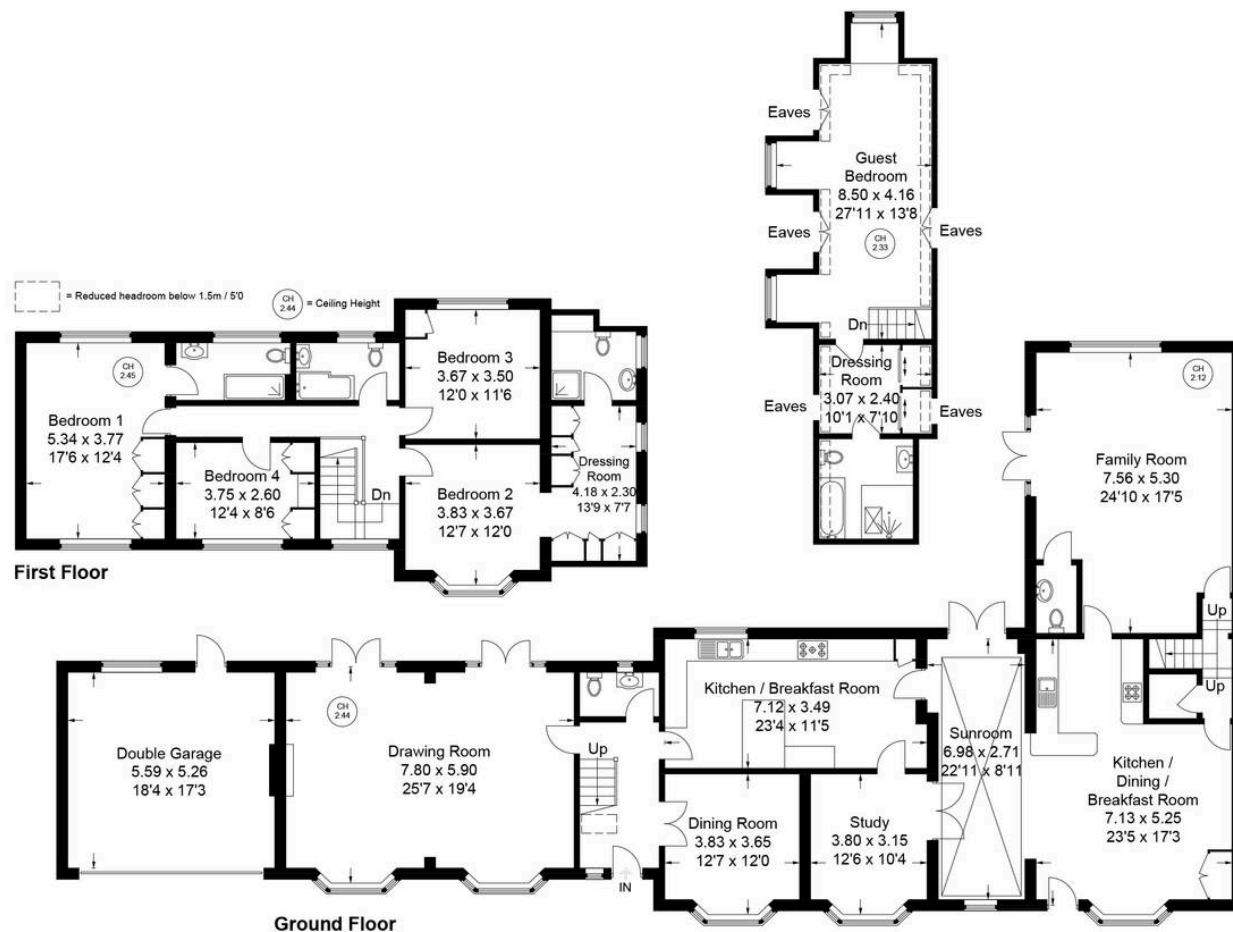 Eaves
Guest
Bedroom
8.50 x 4.16
27'11 x 13'8
Eaves
Eaves
CH
2.33
= Reduced headroom below 1.5m / 5'0
CH
2.44
= Ceiling Height
Dn
CH
2.45
Bedroom 1
5.34 x 3.77
17'6 x 12'4
Bedroom 3
3.67 x 3.50
12'0 x 11'6
Dressing
Room
3.07 x 2.40
10'1 x 7'10
Eaves
Eaves
CH
2.12
Bedroom 4
3.75 x 2.60
12'4 x 8'6
Dn
Bedroom 2
3.83 x 3.67
12'7 x 12'0
Dressing
Room
4.18 x 2.30
13'9 x 7'7
Family Room
7.56 x 5.30
24'10 x 17'5
First Floor
Up
Up
CH
2.44
Double Garage
5.59 x 5.26
18'4 x 17'3
Drawing Room
7.80 x 5.90
25'7 x 19'4
Up
Kitchen / Breakfast Room
7.12 x 3.49
23'4 x 11'5
Sunroom
6.98 x 2.71
22'11 x 8'11
Kitchen /
Dining /
Breakfast Room
7.13 x 5.25
23'5 x 17'3
Dining Room
3.83 x 3.65
12'7 x 12'0
Study
3.80 x 3.15
12'6 x 10'4
IN
Ground Floor